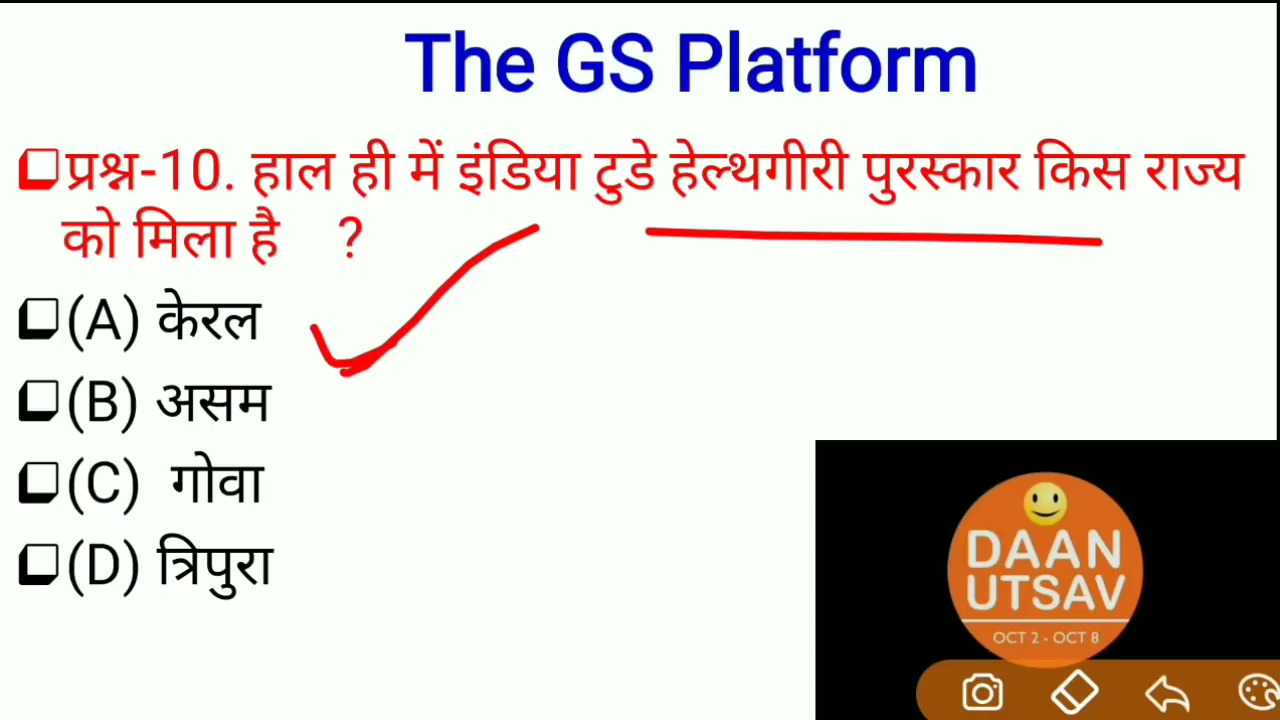 The GS Platform
प्रश्न-10. हाल ही में इंडिया टुडे हेल्थगीरी पुरस्कार किस राज्य
को मिला है ?
(A) केरल
(B) असम
(C) गोवा
(D) त्रिपुरा
DAAN
UTSAV
OCT 2 - OCT 8